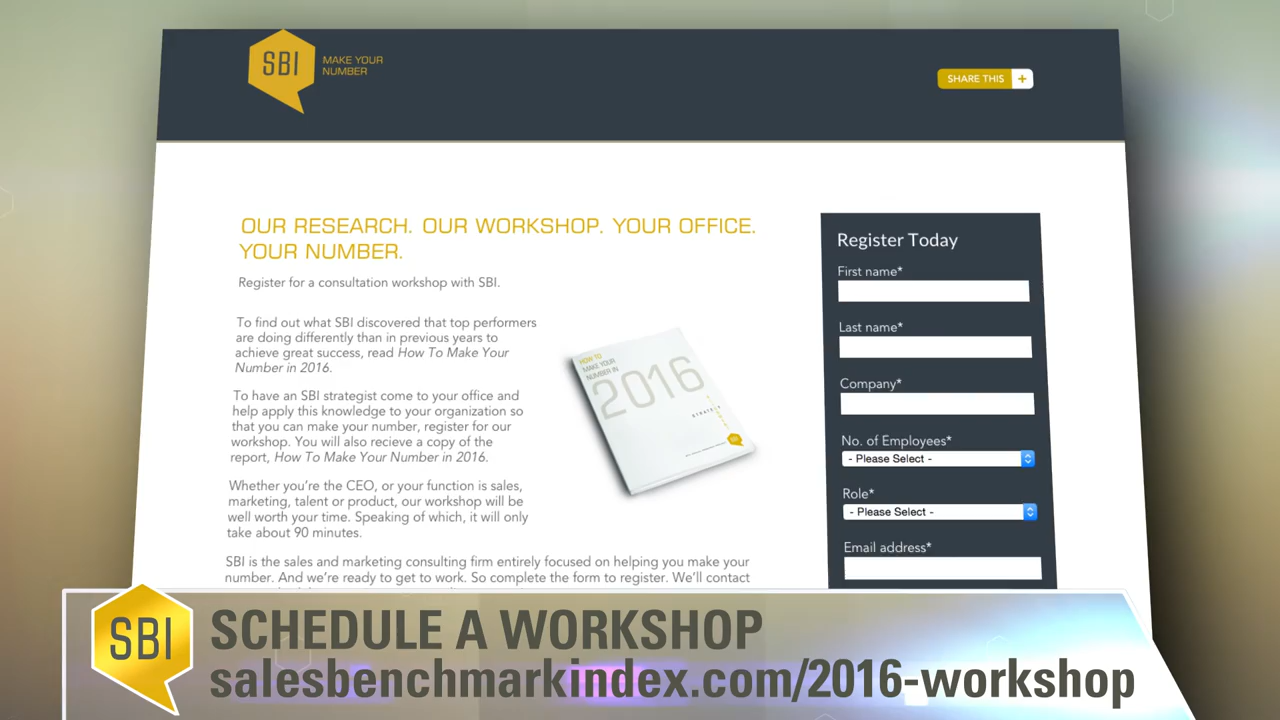 SBI
MAKE YOUR
NUMBER
SHARE THIS +
OUR RESEARCH. OUR WORKSHOP. YOUR OFFICE.
YOUR NUMBER.
Register for a consultation workshop with SBI.
To find out what SBI discovered that top performers
are doing differently than in previous years to
achieve great success, read How To Make Your
Number in 2016.
To have an SBI strategist come to your office and
help apply this knowledge to your organization so
that you can make your number, register for our
workshop. You will also recieve a copy of the
report, How To Make Your Number in 2016.
Whether you're the CEO, or your function is sales,
marketing, talent or product, our workshop will be
well worth your time. Speaking of which, it will only
take about 90 minutes.
SBI is the sales and marketing consulting firm entirely focused on helping you make your
number. And we're ready to get to work. So complete the form to register. We'll contact
HOW TO
MAKE YOUR
NUMBER IN
2016
SBI
Register Today
First name*
Last name*
Company*
No. of Employees*
- Please Select -
Role*
- Please Select -
Email address*
SBI
SCHEDULE A WORKSHOP
salesbenchmarkindex.com/2016-workshop